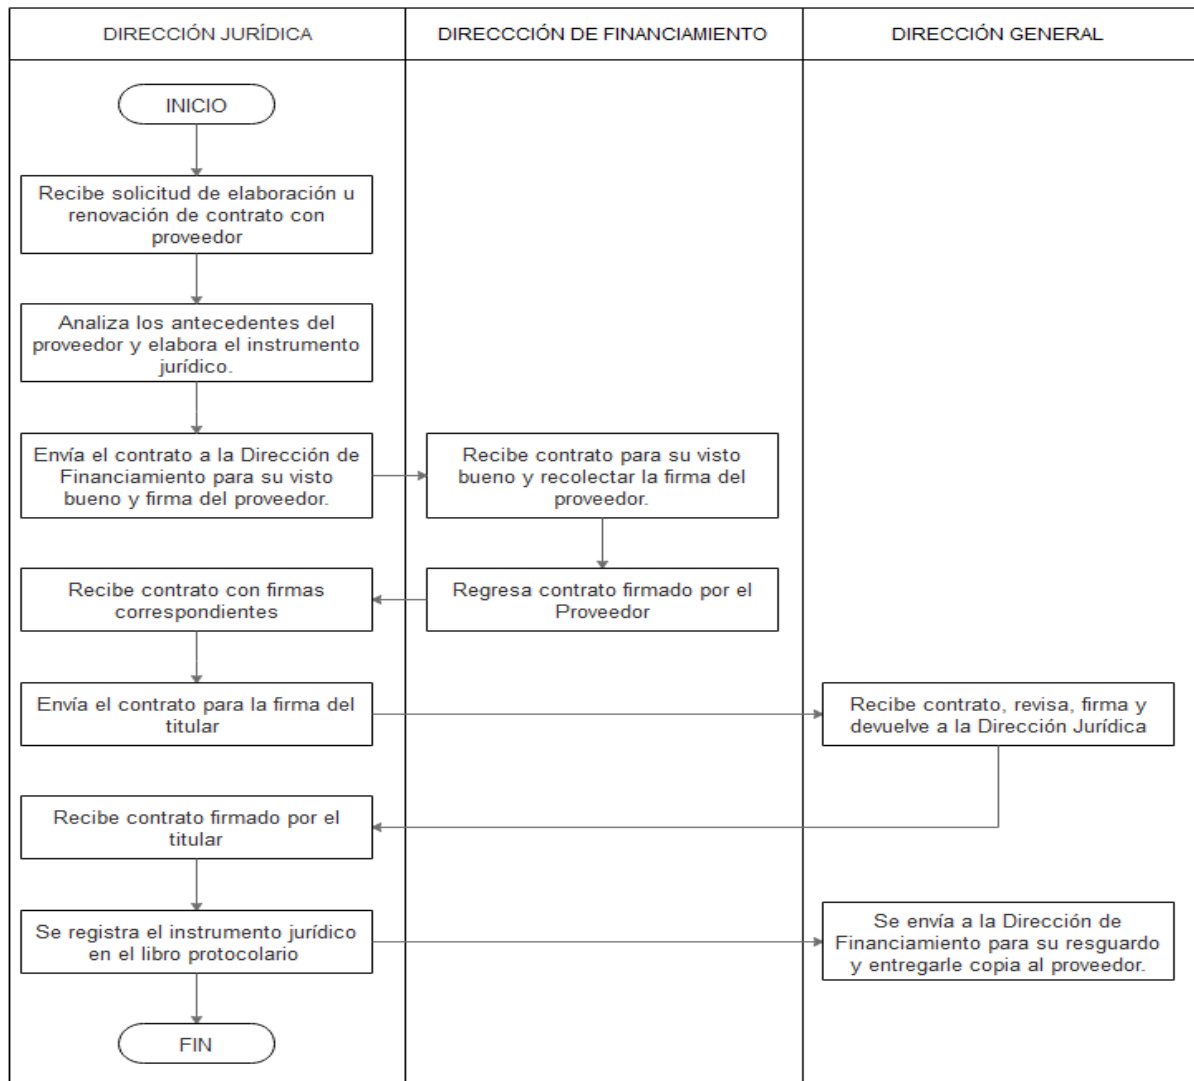 DIRECCIÓN JURÍDICA
DIRECCCIÓN DE FINANCIAMIENTO
DIRECCIÓN GENERAL
INICIO
Recibe solicitud de elaboración u
renovación de contrato con
proveedor
Analiza los antecedentes del
proveedor y elabora el instrumento
jurídico.
Envía el contrato a la Dirección de
Financiamiento para su visto
bueno y firma del proveedor.
Recibe contrato para su visto
bueno y recolectar la firma del
proveedor.
Recibe contrato con firmas
correspondientes
Regresa contrato firmado por el
Proveedor
Envía el contrato para la firma del
titular
Recibe contrato, revisa, firma y
devuelve a la Dirección Jurídica
Recibe contrato firmado por el
titular
Se registra el instrumento jurídico
en el libro protocolario
Se envía a la Dirección de
Financiamiento para su resguardo
y entregarle copia al proveedor.
FIN